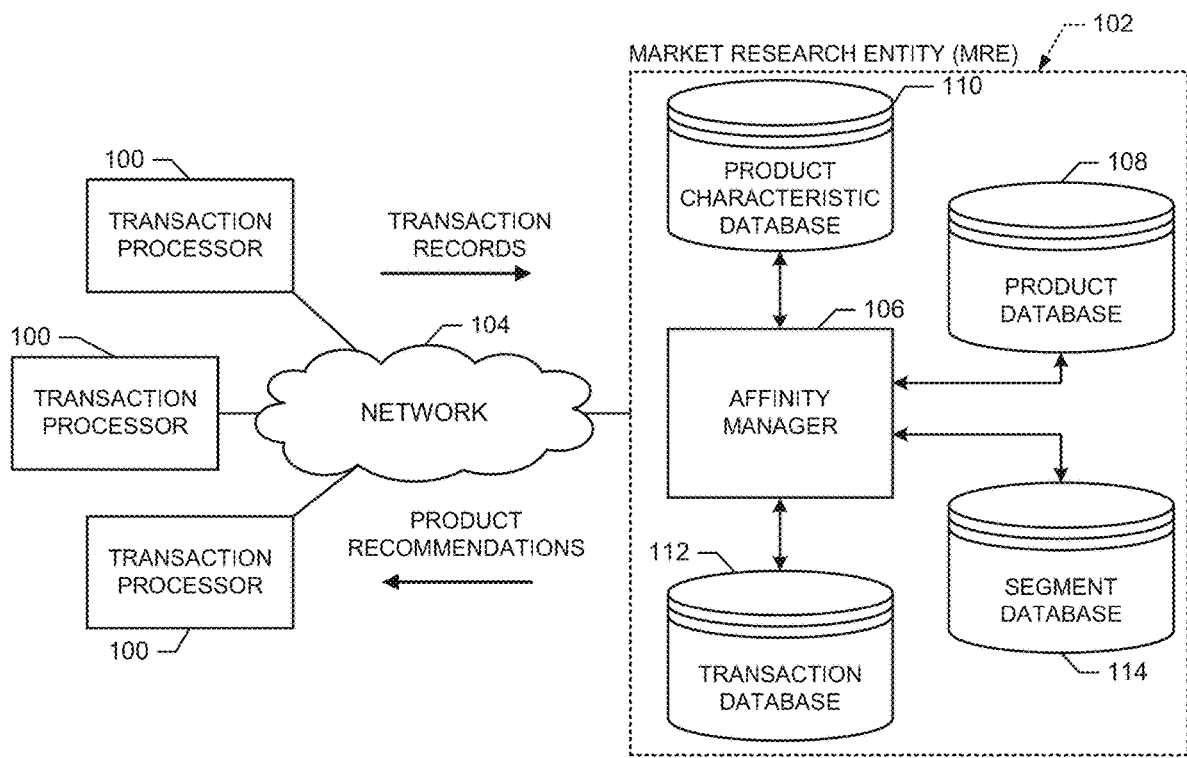 102
MARKET RESEARCH ENTITY (MRE)
110
PRODUCT
CHARACTERISTIC
DATABASE
108
PRODUCT
DATABASE
100
TRANSACTION
PROCESSOR
TRANSACTION
RECORDS
104
106
100
TRANSACTION
PROCESSOR
NETWORK
AFFINITY
MANAGER
PRODUCT
RECOMMENDATIONS
TRANSACTION
PROCESSOR
100
112
TRANSACTION
DATABASE
SEGMENT
DATABASE
114